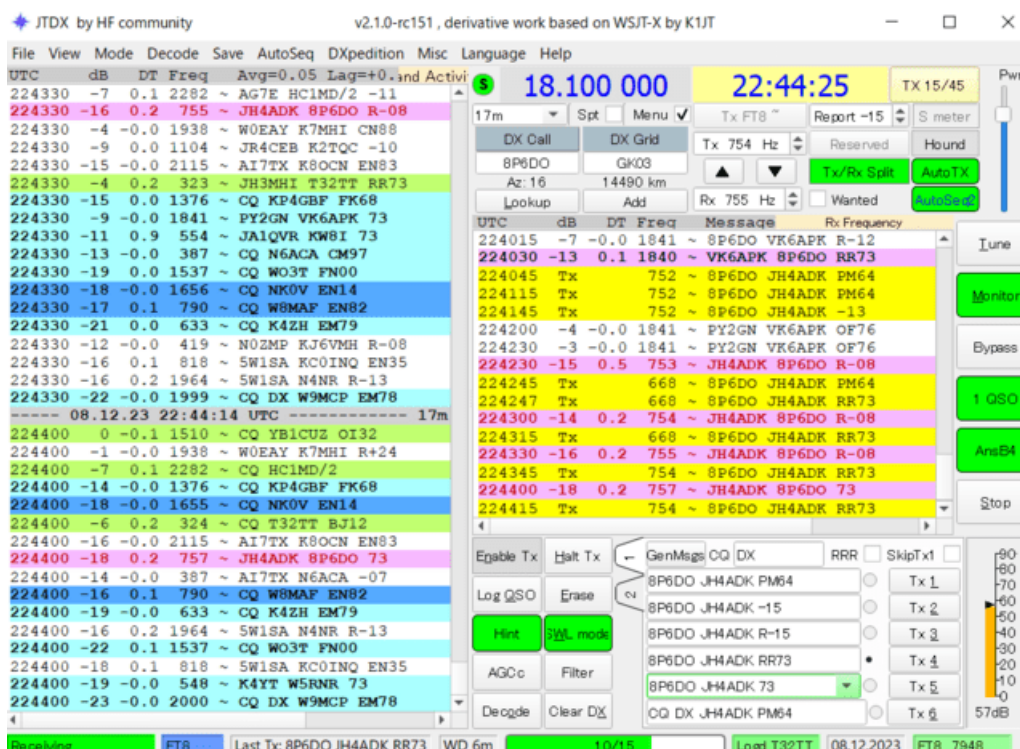 JTDX by HF community v2.1.0-rc151 , derivative work based on WSJT-X by K1JT
File View Mode Decode Save AutoSeq DXpedition Misc Language Help
UTC dB DT Freq Avg=0.05 Lag=+0. and Activi
224330 -7 0.1 2282 ~ AG7E HC1MD/2 -11
224330 -16 0.2 755 ~ JH4ADK 8P6DO R-08
224330 -4 -0.0 1938 ~ W0EAY K7MHI CN88
224330 -9 0.0 1104 ~ JR4CEB K2TQC -10
224330 -15 -0.0 2115 ~ AI7TX K8OCN EN83
224330 -4 0.2 323 ~ JH3MHI T32TT RR73
224330 -15 0.0 1376 ~ CQ KP4GBF FK68
224330 -9 -0.0 1841 ~ PY2GN VK6APK 73
224330 -11 0.9 554 ~ JA1QVR KW8I 73
224330 -13 -0.0 387 ~ CQ N6ACA CM97
224330 -19 0.0 1537 ~ CQ WO3T FN00
224330 -18 -0.0 1656 ~ CQ NK0V EN14
224330 -17 0.1 790 ~ CQ W8MAF EN82
224330 -21 0.0 633 ~ CQ K4ZH EM79
224330 -12 -0.0 419 ~ N0ZMP KJ6VMH R-08
224330 -16 0.1 818 ~ 5W1SA KC0INQ EN35
224330 -16 0.2 1964 ~ 5W1SA N4NR R-13
224330 -22 -0.0 1999 ~ CQ DX W9MCP EM78
----- 08.12.23 22:44:14 UTC ------------ 17m
224400 0 -0.1 1510 ~ CQ YB1CUZ OI32
224400 -1 -0.0 1938 ~ W0EAY K7MHI R+24
224400 -7 0.1 2282 ~ CQ HC1MD/2
224400 -14 -0.0 1376 ~ CQ KP4GBF FK68
224400 -18 -0.0 1655 ~ CQ NK0V EN14
224400 -6 0.2 324 ~ CQ T32TT BJ12
224400 -16 -0.0 2115 ~ AI7TX K8OCN EN83
224400 -18 0.2 757 ~ JH4ADK 8P6DO 73
224400 -14 -0.0 387 ~ AI7TX N6ACA -07
224400 -16 0.1 790 ~ CQ W8MAF EN82
224400 -19 -0.0 633 ~ CQ K4ZH EM79
224400 -16 0.2 1964 ~ 5W1SA N4NR R-13
224400 -22 0.1 1537 ~ CQ WO3T FN00
224400 -18 0.1 818 ~ 5W1SA KC0INQ EN35
224400 -19 -0.0 548 ~ K4YT W5RNR 73
224400 -23 -0.0 2000 ~ CQ DX W9MCP EM78
S 18.100 000 22:44:25 TX 15/45 Pwr
17m Spt Menu Tx FT8 ~ Report -15 S meter
DX Call DX Grid Tx 754 Hz Reserved Hound
8P6DO GK03 Tx/Rx Split AutoTX
Az: 16 14490 km
Lookup Add Rx 755 Hz Wanted AutoSeq2
UTC dB DT Freq Message Rx Frequency
224015 -7 -0.0 1841 ~ 8P6DO VK6APK R-12
224030 -13 0.1 1840 ~ VK6APK 8P6DO RR73
224045 Tx 752 ~ 8P6DO JH4ADK PM64
224115 Tx 752 ~ 8P6DO JH4ADK PM64
224145 Tx 752 ~ 8P6DO JH4ADK -13
224200 -4 -0.0 1841 ~ PY2GN VK6APK OF76
224230 -3 -0.0 1841 ~ PY2GN VK6APK OF76
224230 -15 0.5 753 ~ JH4ADK 8P6DO R-08
224245 Tx 668 ~ 8P6DO JH4ADK PM64
224247 Tx 668 ~ 8P6DO JH4ADK RR73
224300 -14 0.2 754 ~ JH4ADK 8P6DO R-08
224315 Tx 668 ~ 8P6DO JH4ADK RR73
224330 -16 0.2 755 ~ JH4ADK 8P6DO R-08
224345 Tx 754 ~ 8P6DO JH4ADK RR73
224400 -18 0.2 757 ~ JH4ADK 8P6DO 73
224415 Tx 754 ~ 8P6DO JH4ADK RR73
Tune
Monitor
Bypass
1 QSO
AnsB4
Stop
Enable Tx Halt Tx 1 GenMsgs CQ DX RRR SkipTx1
Log QSO Erase 2 8P6DO JH4ADK PM64 Tx 1
8P6DO JH4ADK -15 Tx 2
Hint SWL mode 8P6DO JH4ADK R-15 Tx 3
AGCc Filter 8P6DO JH4ADK RR73 Tx 4
8P6DO JH4ADK 73 Tx 5
Decode Clear DX CQ DX JH4ADK PM64 Tx 6
90
80
70
60
50
40
30
20
10
0
57dB
Receiving FT8 Last Tx: 8P6DO JH4ADK RR73 WD 6m 10/15 Logd T32TT 08.12.2023 FT8 7948